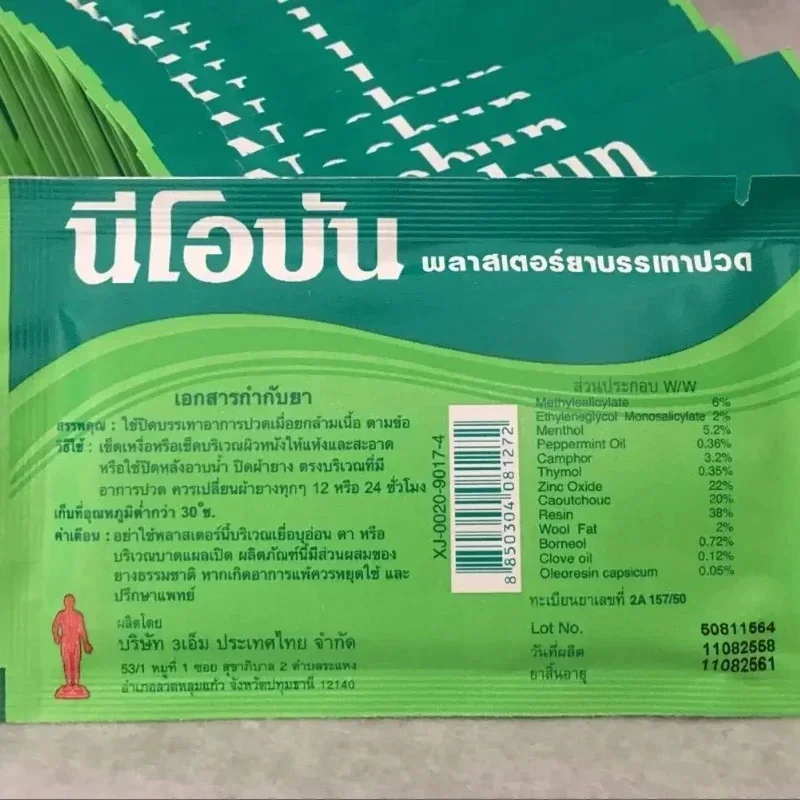 นีโอบัน พลาสเตอร์ยาบรรเทาปวด
เอกสารกำกับยา
สรรพคุณ : ใช้ปิดบรรเทาอาการปวดเมื่อยกล้ามเนื้อ ตามข้อ
วิธีใช้ : เช็ดเหงื่อหรือเช็ดบริเวณผิวหนังให้แห้งและสะอาด
หรือใช้ปิดหลังอาบน้ำ ปิดผ้ายาง ตรงบริเวณที่มี
อาการปวด ควรเปลี่ยนผ้ายางทุกๆ 12 หรือ 24 ชั่วโมง
เก็บที่อุณหภูมิต่ำกว่า 30°ซ.
คำเตือน : อย่าใช้พลาสเตอร์นี้บริเวณเยื่อบุอ่อน ตา หรือ
บริเวณบาดแผลเปิด ผลิตภัณฑ์นี้มีส่วนผสมของ
ยางธรรมชาติ หากเกิดอาการแพ้ควรหยุดใช้ และ
ปรึกษาแพทย์
ผลิตโดย
บริษัท 3เอ็ม ประเทศไทย จำกัด
53/1 หมู่ที่ 1 ซอย สุขาภิบาล 2 ตำบลระแหง
อำเภอลาดหลุมแก้ว จังหวัดปทุมธานี 12140
XJ-0020-9017-4
8 850304 081272
ส่วนประกอบ W/W
Methylsalicylate 6%
Ethyleneglycol Monosalicylate 2%
Menthol 5.2%
Peppermint Oil 0.36%
Camphor 3.2%
Thymol 0.35%
Zinc Oxide 22%
Caoutchouc 20%
Resin 38%
Wool Fat 2%
Borneol 0.72%
Clove oil 0.12%
Oleoresin capsicum 0.05%
ทะเบียนยาเลขที่ 2A 157/50
Lot No. 50811564
วันที่ผลิต 11082558
ยาสิ้นอายุ 11082561